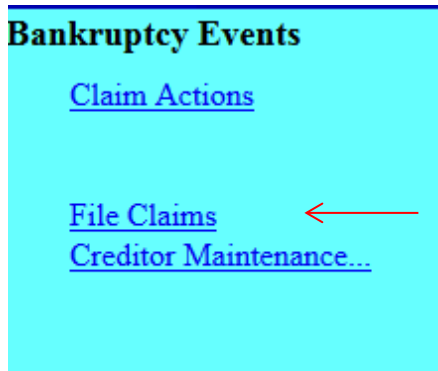 Bankruptcy Events
Claim Actions
File Claims
Creditor Maintenance...